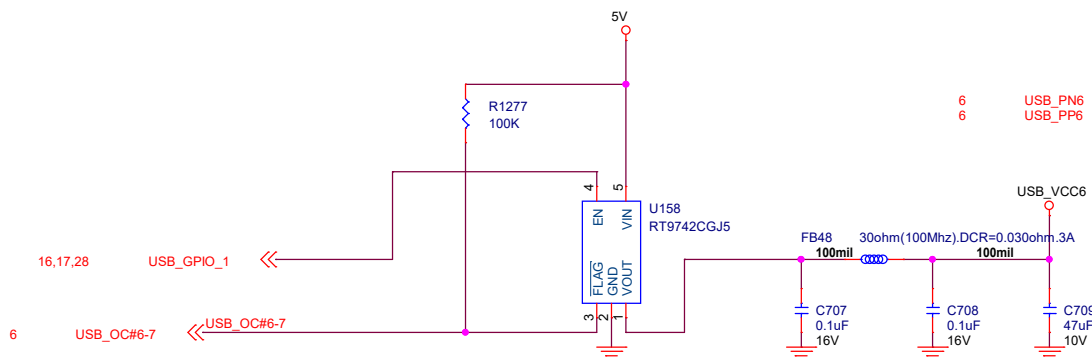 5V
R1277
100K
6 USB_PN6
6 USB_PP6
4
5
EN
VIN
U158
RT9742CGJ5
USB_VCC6
FB48 30ohm(100Mhz).DCR=0.030ohm.3A
100mil 100mil
16,17,28 USB_GPIO_1
FLAG
GND
VOUT
3
2
1
USB_OC#6-7
6 USB_OC#6-7
C707
0.1uF
16V
C708
0.1uF
16V
C709
47uF
10V